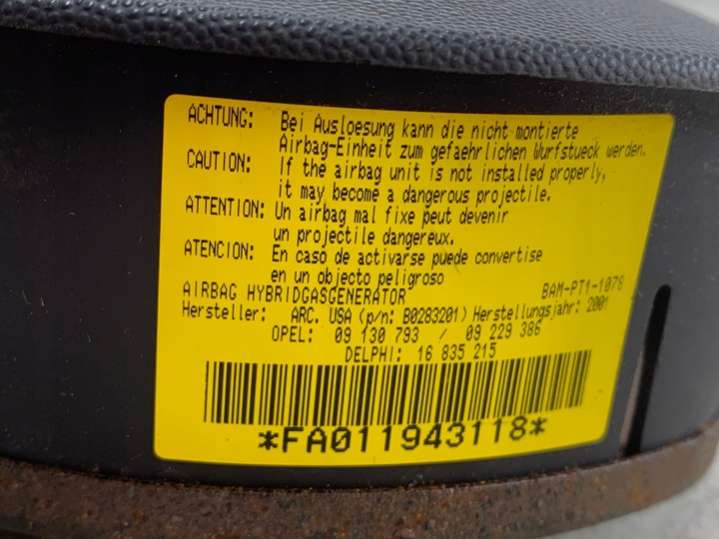 ACHTUNG: Bei Ausloesung kann die nicht montierte
Airbag-Einheit zum gefaehrlichen Wurfstueck werden.
CAUTION: If the airbag unit is not installed properly,
it may become a dangerous projectile.
ATTENTION: Un airbag mal fixe peut devenir
un projectile dangereux.
ATENCION: En caso de activarse puede convertise
en un objecto peligroso
AIRBAG HYBRIDGASGENERATOR BAM-PT1-1078
Hersteller: ARC. USA (p/n: B0283201) Herstellungsjahr: 2001
OPEL: 09 130 793 / 09 229 386
DELPHI: 16 835 215
*FA011943118*